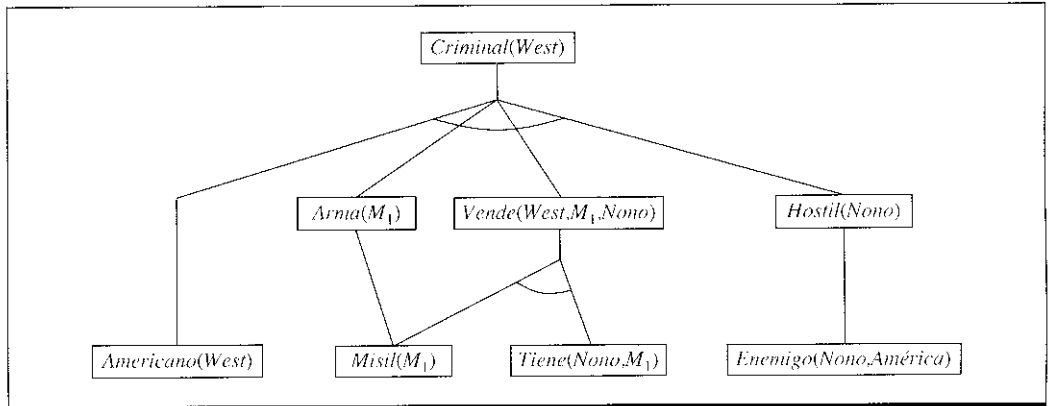 Criminal(West)
Arma(M₁)
Vende(West,M₁,Nono)
Hostil(Nono)
Americano(West)
Misil(M₁)
Tiene(Nono,M₁)
Enemigo(Nono,América)